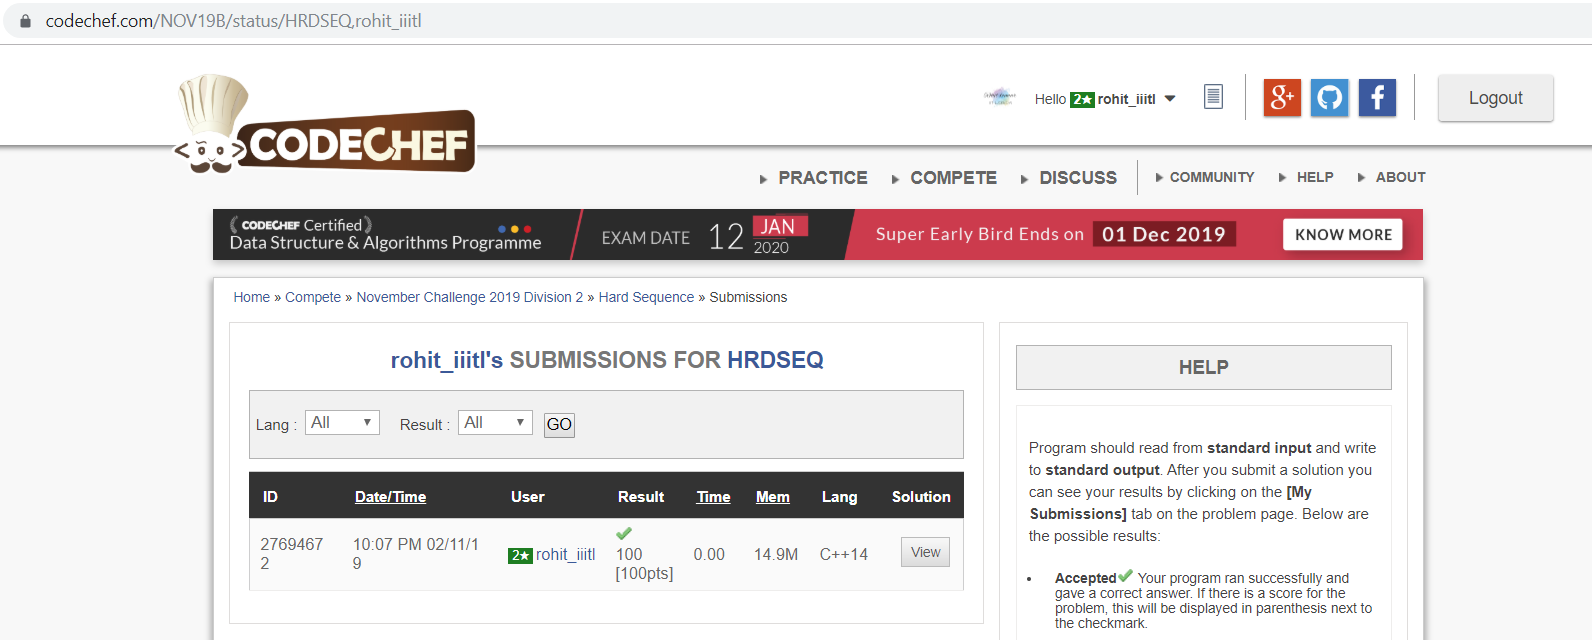 codechef.com/NOV19B/status/HRDSEQ,rohit_iiitl
CODECHEF
Hello 2★ rohit_iiitl
g+
f
Logout
PRACTICE COMPETE DISCUSS COMMUNITY HELP ABOUT
CODECHEF Certified
Data Structure & Algorithms Programme
EXAM DATE 12 JAN
2020
Super Early Bird Ends on 01 Dec 2019
KNOW MORE
Home » Compete » November Challenge 2019 Division 2 » Hard Sequence » Submissions
rohit_iiitl's SUBMISSIONS FOR HRDSEQ
Lang : All Result : All GO
ID Date/Time User Result Time Mem Lang Solution
2769467
2
10:07 PM 02/11/1
9
2★ rohit_iiitl
100
[100pts]
0.00
14.9M
C++14
View
HELP
Program should read from standard input and write
to standard output. After you submit a solution you
can see your results by clicking on the [My
Submissions] tab on the problem page. Below are
the possible results:
• Accepted✔ Your program ran successfully and
gave a correct answer. If there is a score for the
problem, this will be displayed in parenthesis next to
the checkmark.